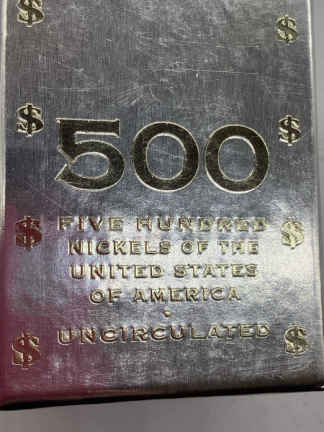 $ $
$ 500 $
$ FIVE HUNDRED $
NICKELS OF THE
UNITED STATES
OF AMERICA
$ UNCIRCULATED $